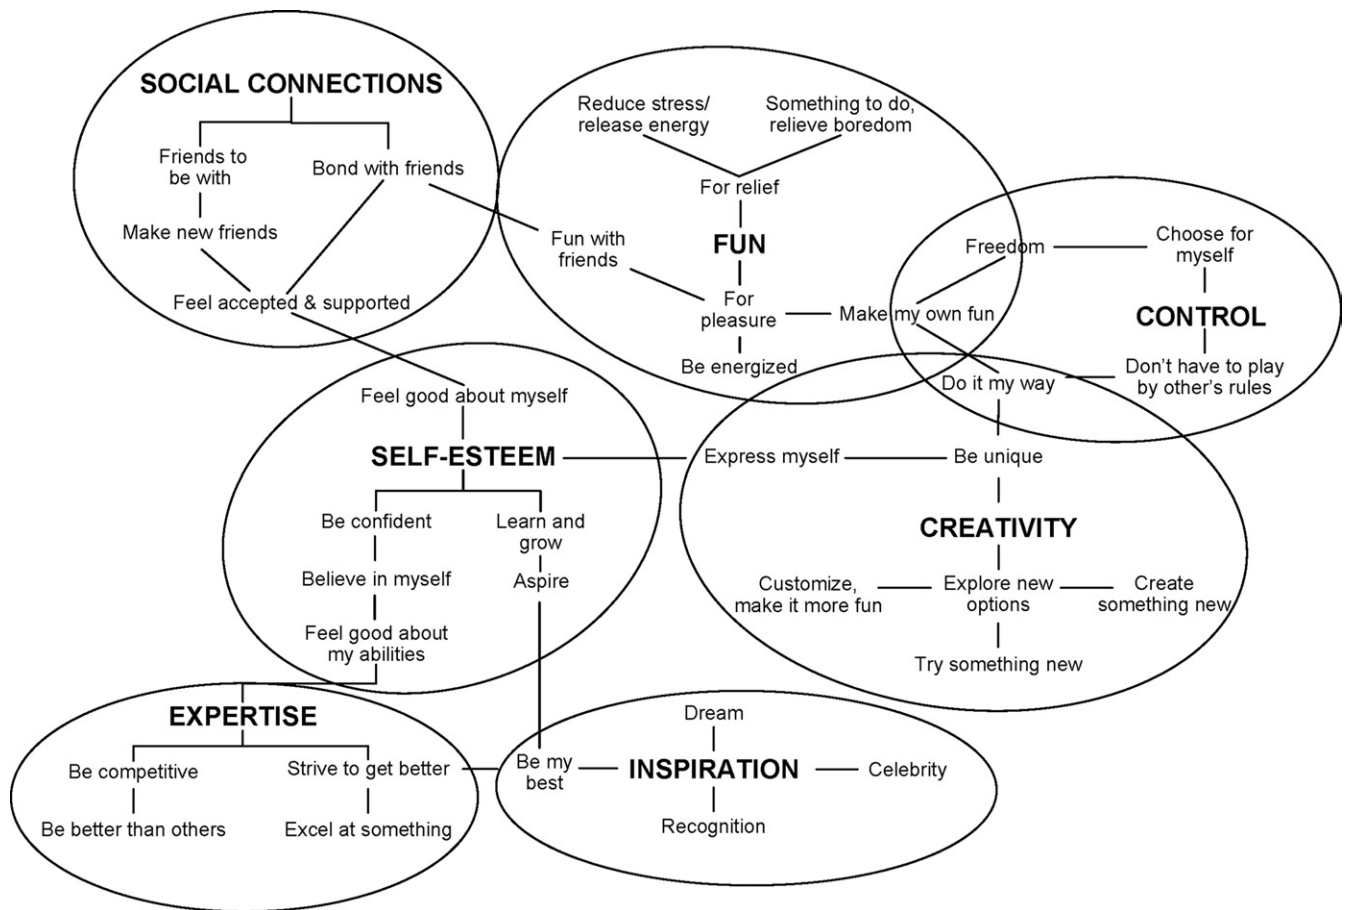 SOCIAL CONNECTIONS
Friends to
be with
Bond with friends
Make new friends
Feel accepted & supported
Reduce stress/
release energy
Something to do,
relieve boredom
For relief
FUN
Fun with
friends
For
pleasure
Make my own fun
Be energized
Freedom
Choose for
myself
CONTROL
Don't have to play
by other's rules
Do it my way
Feel good about myself
SELF-ESTEEM
Be confident
Learn and
grow
Believe in myself
Aspire
Feel good about
my abilities
Express myself
Be unique
CREATIVITY
Customize,
make it more fun
Explore new
options
Create
something new
Try something new
EXPERTISE
Be competitive
Strive to get better
Be better than others
Excel at something
Dream
Be my
best
INSPIRATION
Celebrity
Recognition